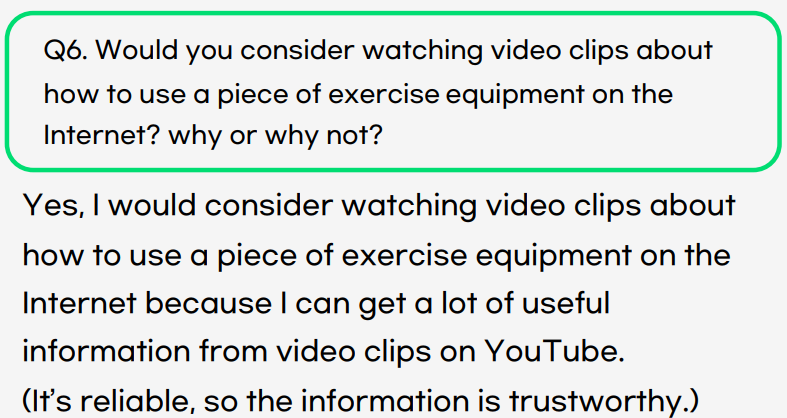 Q6. Would you consider watching video clips about
how to use a piece of exercise equipment on the
Internet? why or why not?
Yes, I would consider watching video clips about
how to use a piece of exercise equipment on the
Internet because I can get a lot of useful
information from video clips on YouTube.
(It's reliable, so the information is trustworthy.)